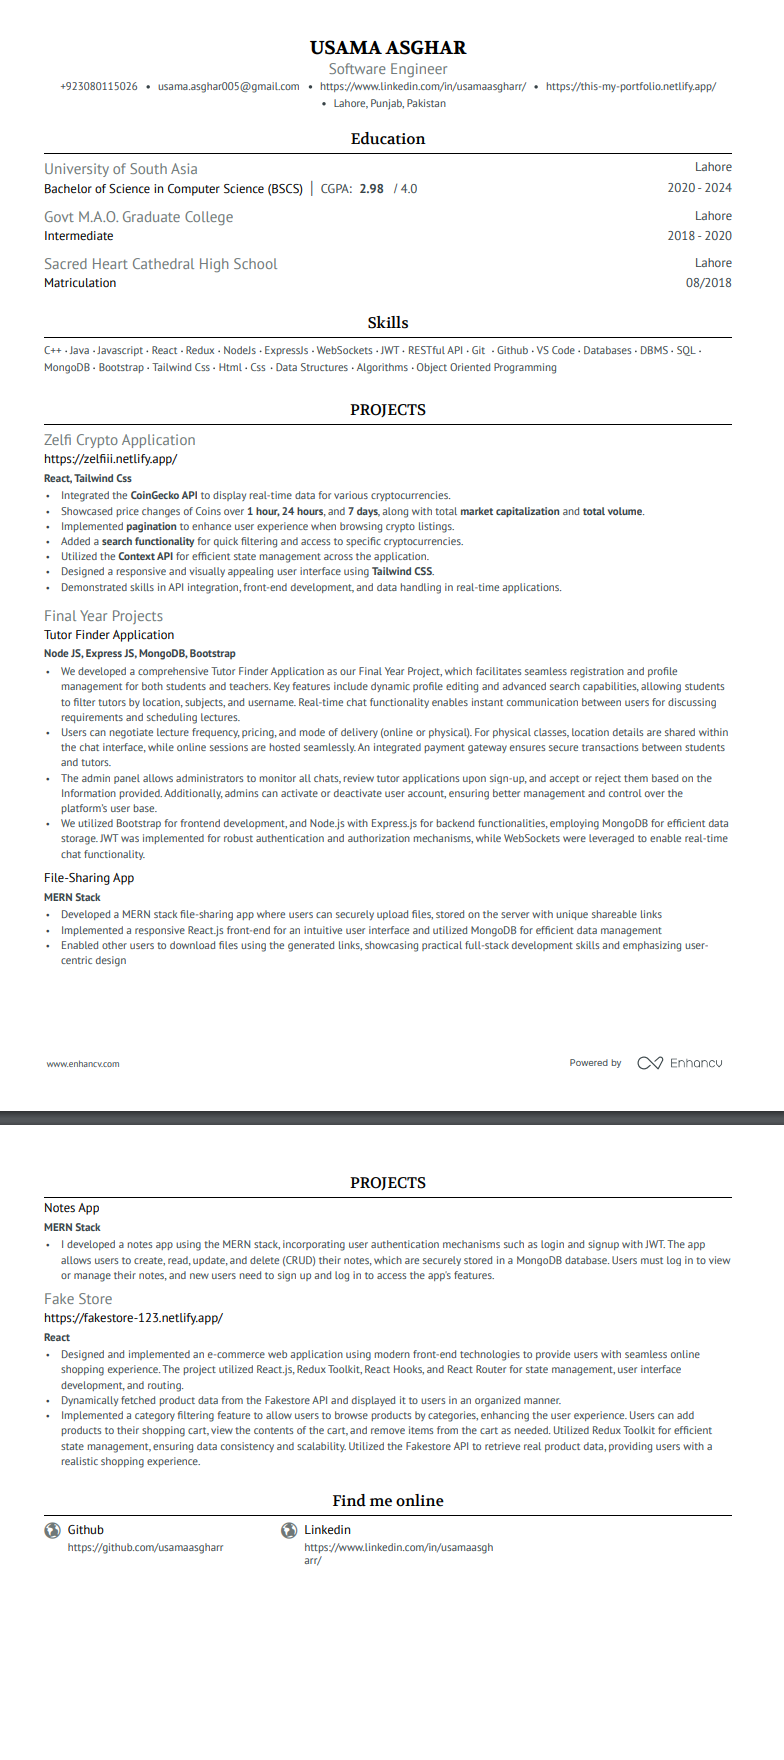 USAMA ASGHAR
Software Engineer
+923080115026 • usama.asghar005@gmail.com • https://www.linkedin.com/in/usamaasgharr/ • https://this-my-portfolio.netlify.app/
• Lahore, Punjab, Pakistan
Education
University of South Asia Lahore
Bachelor of Science in Computer Science (BSCS) | CGPA: 2.98 / 4.0 2020 - 2024
Govt M.A.O. Graduate College Lahore
Intermediate 2018 - 2020
Sacred Heart Cathedral High School Lahore
Matriculation 08/2018
Skills
C++ · Java · Javascript · React · Redux · NodeJs · ExpressJs · WebSockets · JWT · RESTful API · Git · Github · VS Code · Databases · DBMS · SQL ·
MongoDB · Bootstrap · Tailwind Css · Html · Css · Data Structures · Algorithms · Object Oriented Programming
PROJECTS
Zelfi Crypto Application
https://zelfiii.netlify.app/
React, Tailwind Css
• Integrated the CoinGecko API to display real-time data for various cryptocurrencies.
• Showcased price changes of Coins over 1 hour, 24 hours, and 7 days, along with total market capitalization and total volume.
• Implemented pagination to enhance user experience when browsing crypto listings.
• Added a search functionality for quick filtering and access to specific cryptocurrencies.
• Utilized the Context API for efficient state management across the application.
• Designed a responsive and visually appealing user interface using Tailwind CSS.
• Demonstrated skills in API integration, front-end development, and data handling in real-time applications.
Final Year Projects
Tutor Finder Application
Node JS, Express JS, MongoDB, Bootstrap
• We developed a comprehensive Tutor Finder Application as our Final Year Project, which facilitates seamless registration and profile
management for both students and teachers. Key features include dynamic profile editing and advanced search capabilities, allowing students
to filter tutors by location, subjects, and username. Real-time chat functionality enables instant communication between users for discussing
requirements and scheduling lectures.
• Users can negotiate lecture frequency, pricing, and mode of delivery (online or physical). For physical classes, location details are shared within
the chat interface, while online sessions are hosted seamlessly. An integrated payment gateway ensures secure transactions between students
and tutors.
• The admin panel allows administrators to monitor all chats, review tutor applications upon sign-up, and accept or reject them based on the
Information provided. Additionally, admins can activate or deactivate user account, ensuring better management and control over the
platform's user base.
• We utilized Bootstrap for frontend development, and Node.js with Express.js for backend functionalities, employing MongoDB for efficient data
storage. JWT was implemented for robust authentication and authorization mechanisms, while WebSockets were leveraged to enable real-time
chat functionality.
File-Sharing App
MERN Stack
• Developed a MERN stack file-sharing app where users can securely upload files, stored on the server with unique shareable links
• Implemented a responsive React.js front-end for an intuitive user interface and utilized MongoDB for efficient data management
• Enabled other users to download files using the generated links, showcasing practical full-stack development skills and emphasizing user-
centric design
www.enhancv.com Powered by Enhancv
PROJECTS
Notes App
MERN Stack
• I developed a notes app using the MERN stack, incorporating user authentication mechanisms such as login and signup with JWT. The app
allows users to create, read, update, and delete (CRUD) their notes, which are securely stored in a MongoDB database. Users must log in to view
or manage their notes, and new users need to sign up and log in to access the app's features.
Fake Store
https://fakestore-123.netlify.app/
React
• Designed and implemented an e-commerce web application using modern front-end technologies to provide users with seamless online
shopping experience. The project utilized React.js, Redux Toolkit, React Hooks, and React Router for state management, user interface
development, and routing.
• Dynamically fetched product data from the Fakestore API and displayed it to users in an organized manner.
• Implemented a category filtering feature to allow users to browse products by categories, enhancing the user experience. Users can add
products to their shopping cart, view the contents of the cart, and remove items from the cart as needed. Utilized Redux Toolkit for efficient
state management, ensuring data consistency and scalability. Utilized the Fakestore API to retrieve real product data, providing users with a
realistic shopping experience.
Find me online
Github
https://github.com/usamaasgharr
Linkedin
https://www.linkedin.com/in/usamaasgh
arr/